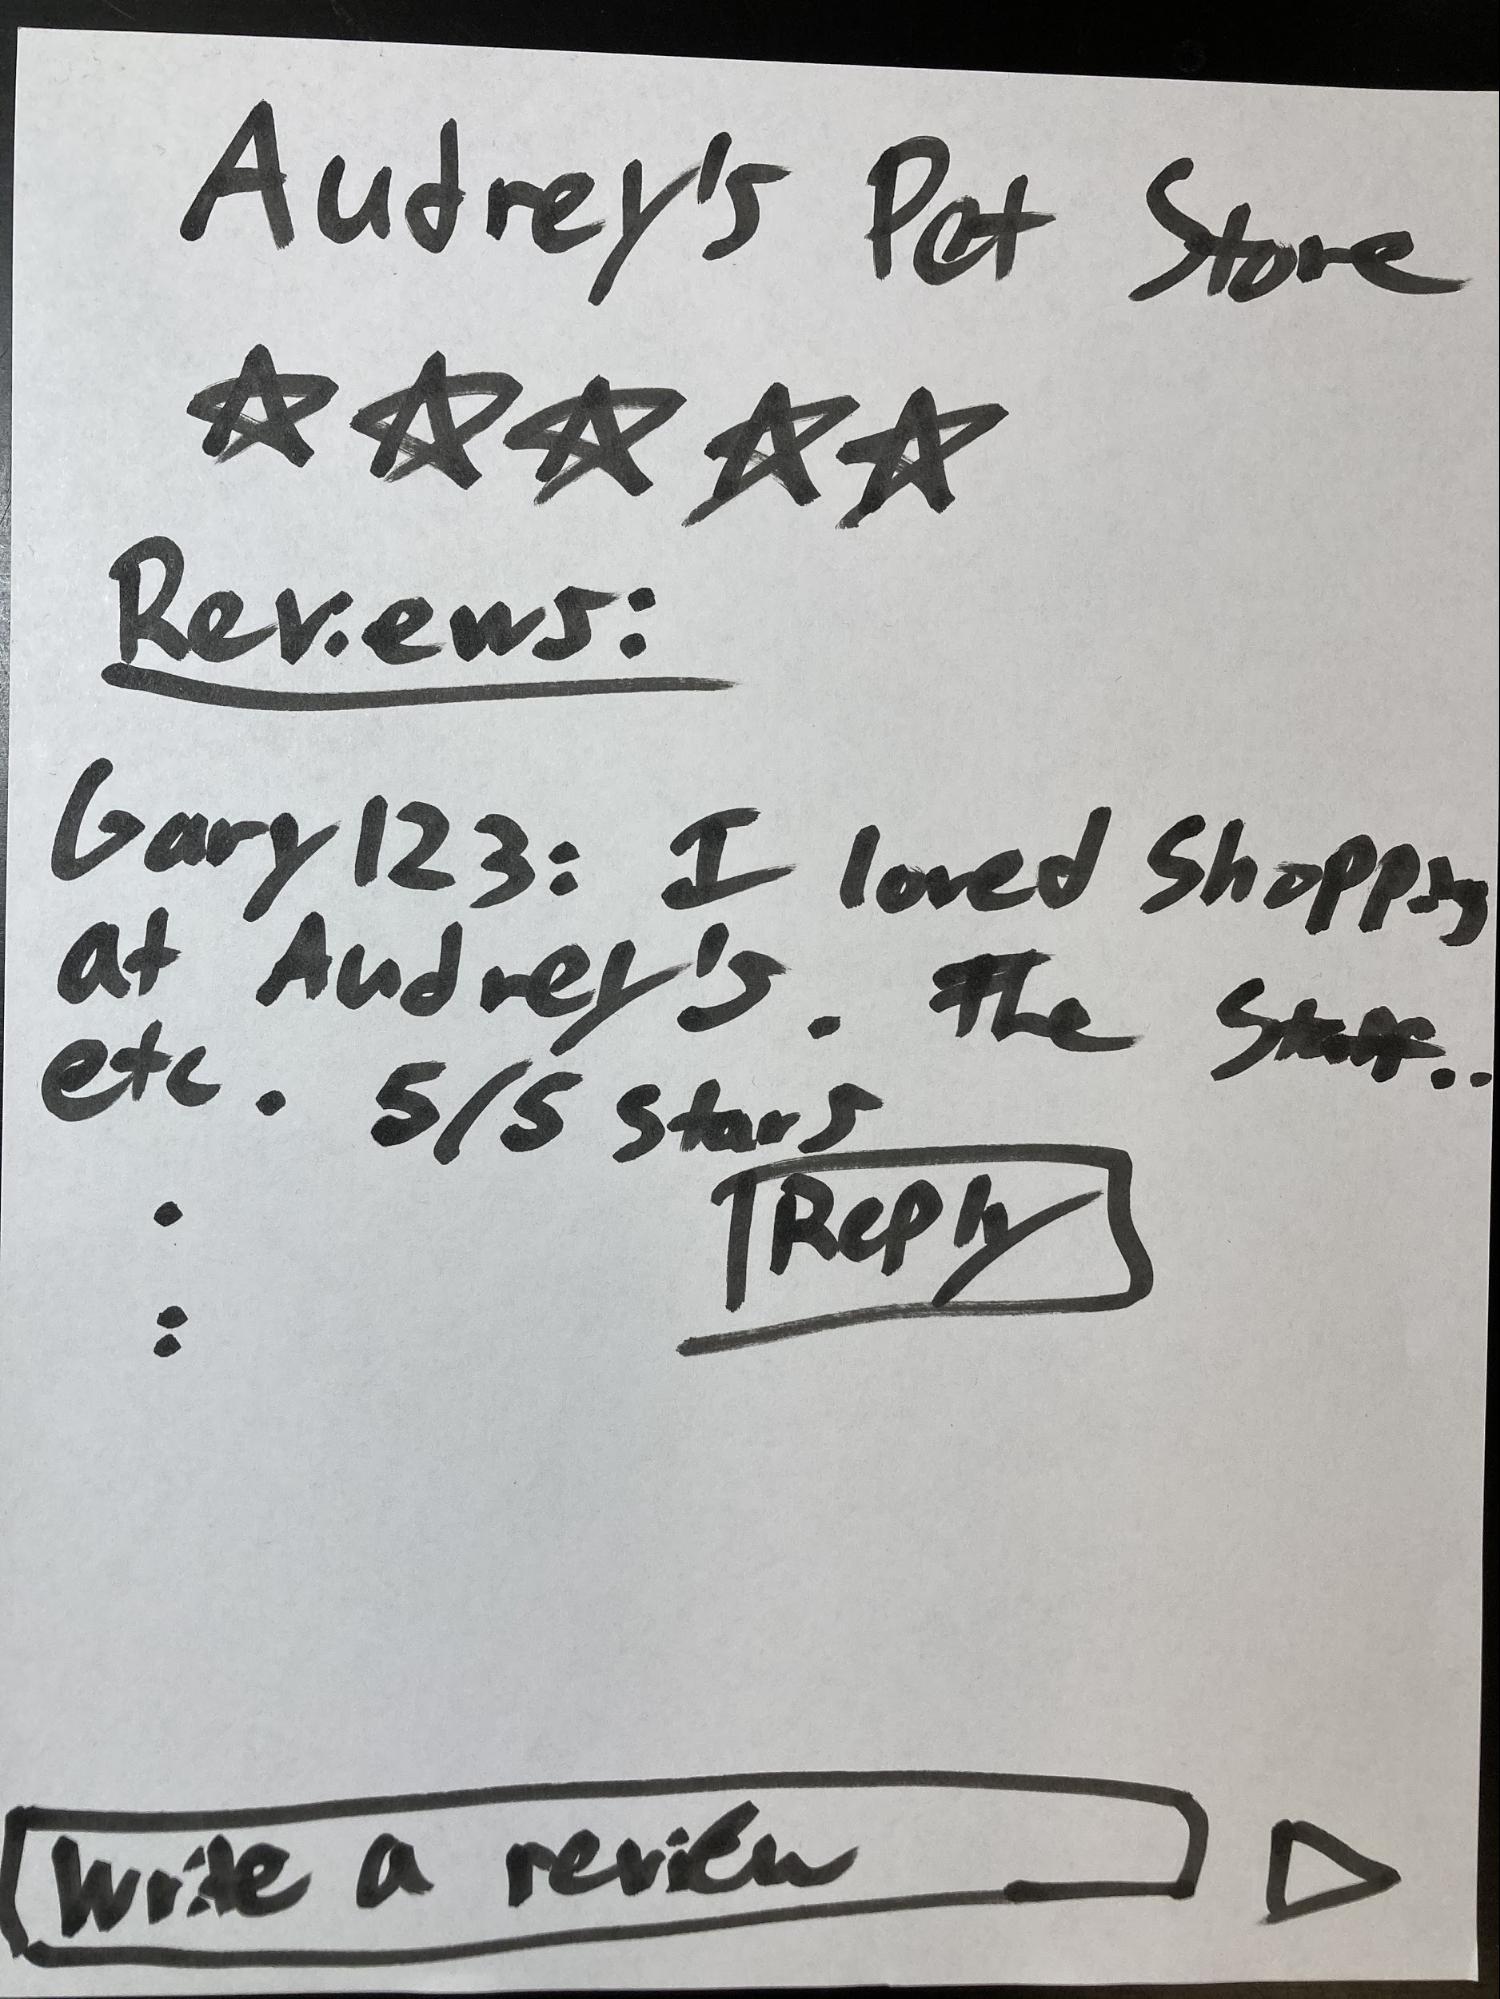 Audrey's Pet Store
Reviews:
Gary123: I loved Shopping
at Audrey's. The Staff..
etc. 5/5 Stars
Reply
Write a review